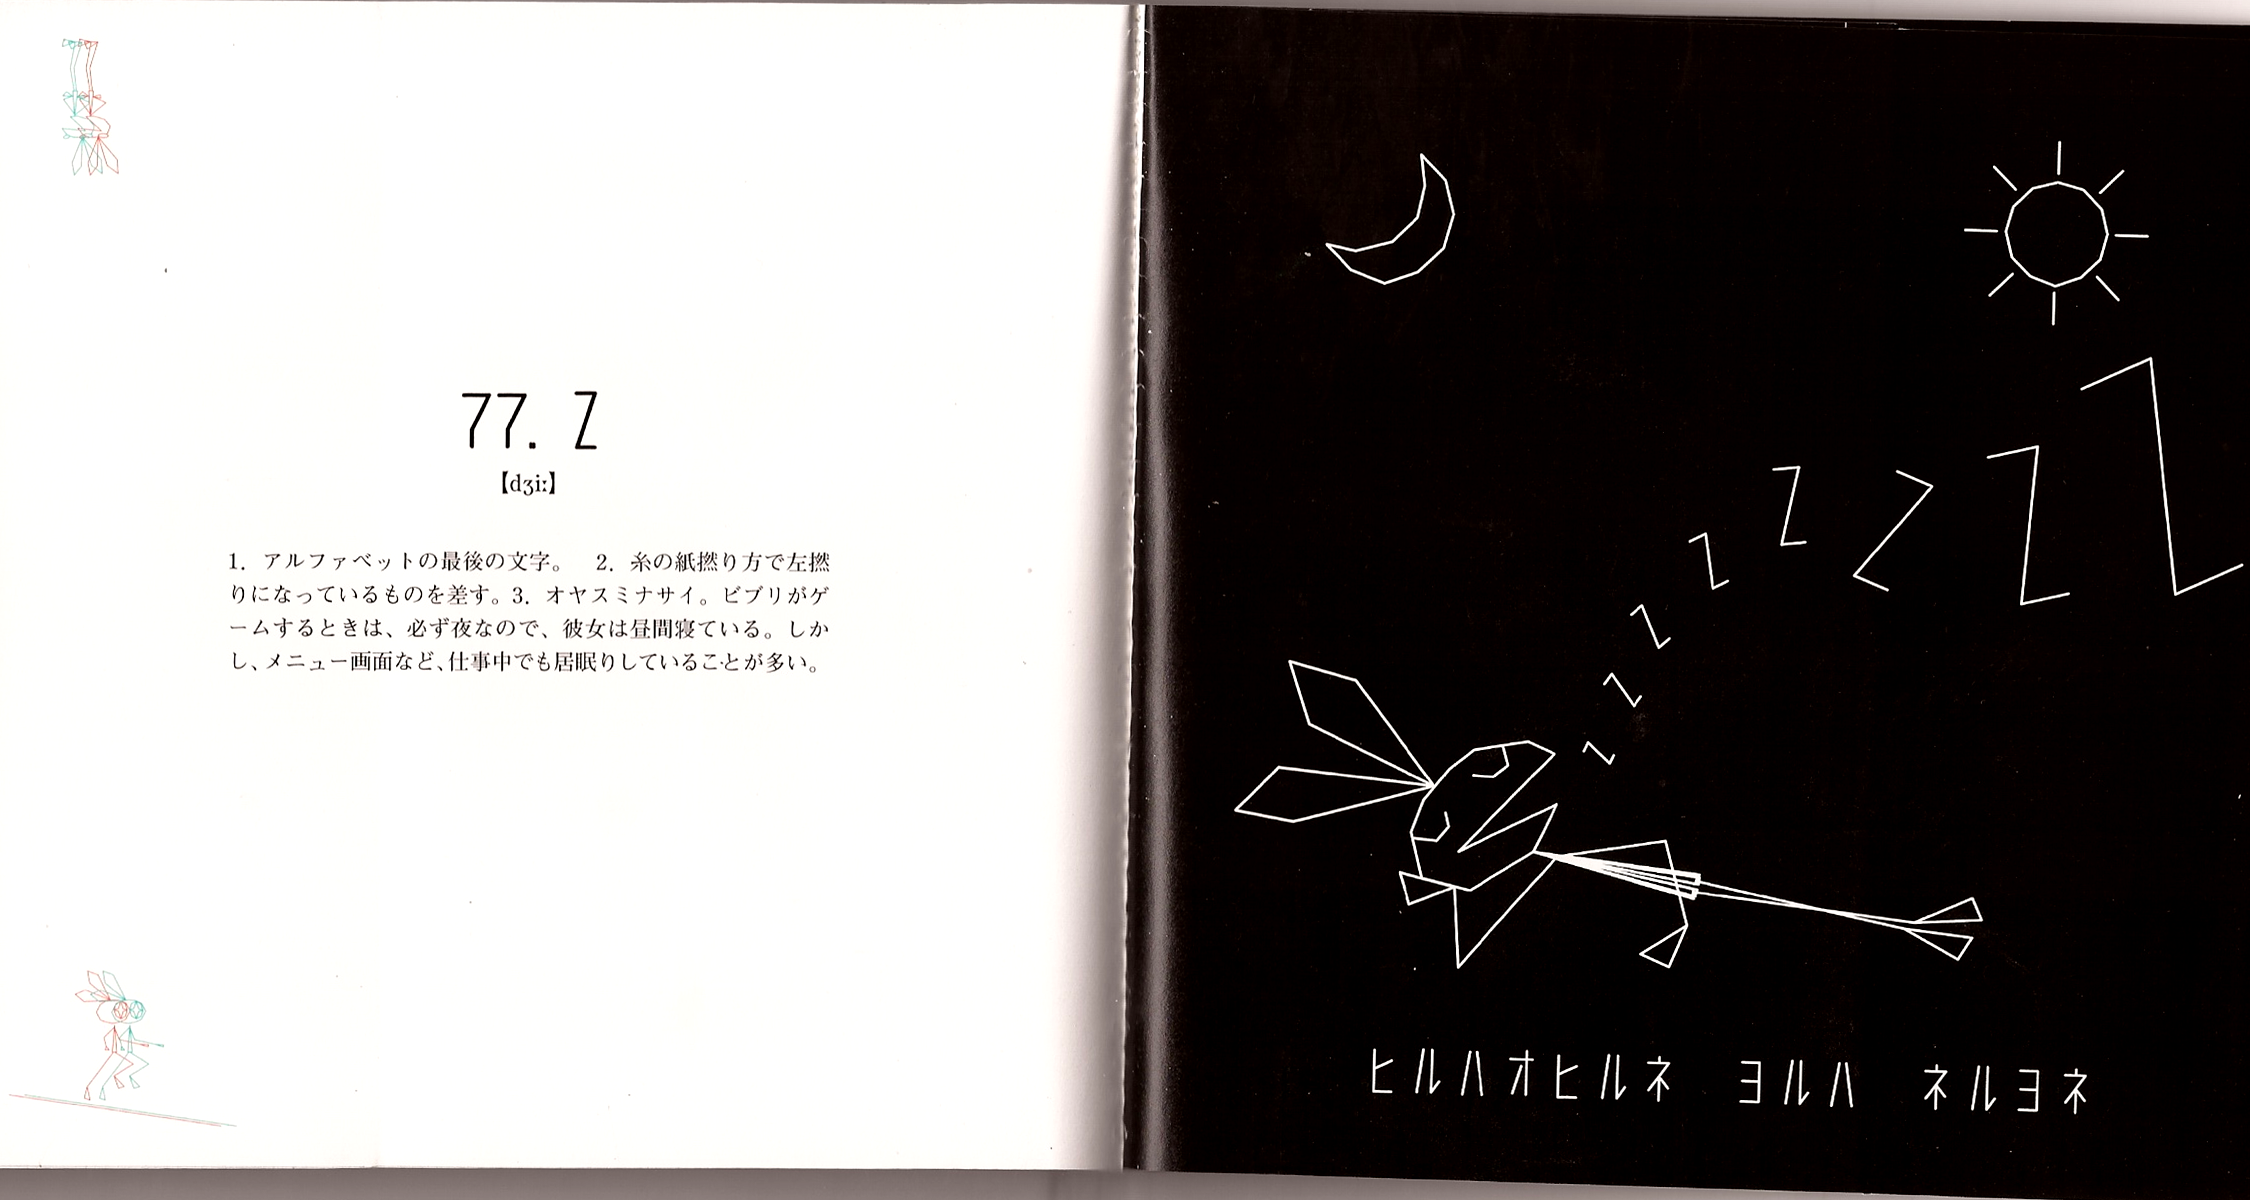 77. Z
【dʒiː】
1. アルファベットの最後の文字。 2. 糸の紙撚り方で左撚
りになっているものを差す。3. オヤスミナサイ。ビブリがゲ
ームするときは、必ず夜なので、彼女は昼間寝ている。しか
し、メニュー画面など、仕事中でも居眠りしていることが多い。
Z Z Z Z Z Z Z Z
ヒルハオヒルネ ヨルハ ネルヨネ